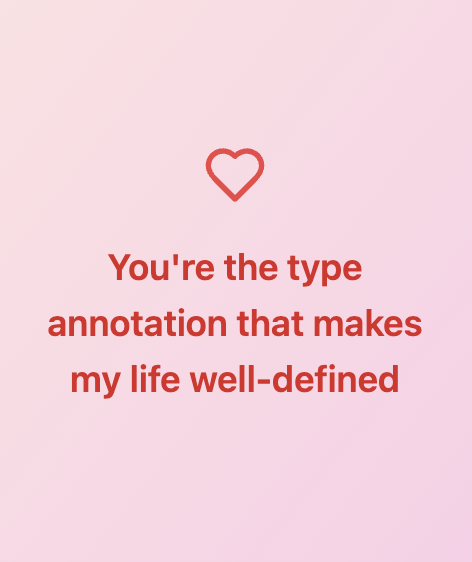 You're the type
annotation that makes
my life well-defined